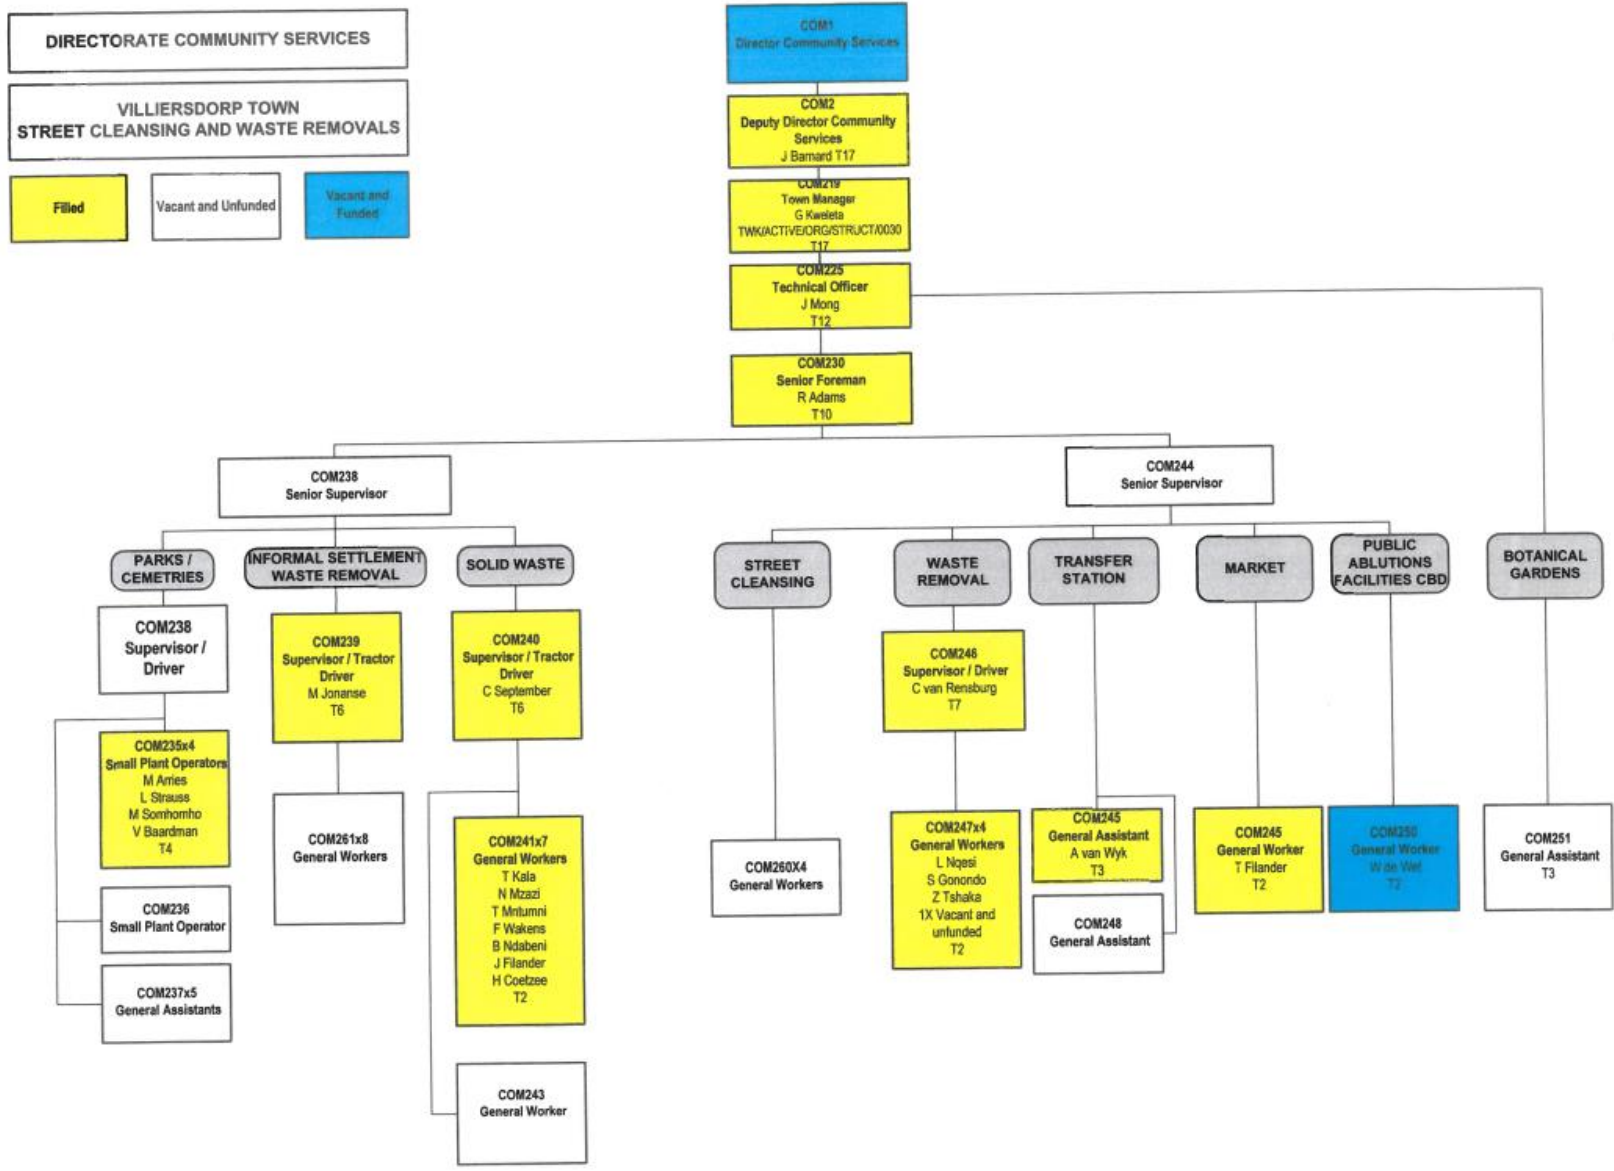 DIRECTORATE COMMUNITY SERVICES
VILLIERSDORP TOWN
STREET CLEANSING AND WASTE REMOVALS
Filled
Vacant and Unfunded
Vacant and
Funded
COM1
Director Community Services
COM2
Deputy Director Community
Services
J Barnard T17
COM219
Town Manager
G Kweleta
TWK/ACTIVE/ORG/STRUCT/0030
T17
COM225
Technical Officer
J Mong
T12
COM230
Senior Foreman
R Adams
T10
COM238
Senior Supervisor
COM244
Senior Supervisor
PARKS /
CEMETRIES
INFORMAL SETTLEMENT
WASTE REMOVAL
SOLID WASTE
STREET
CLEANSING
WASTE
REMOVAL
TRANSFER
STATION
MARKET
PUBLIC
ABLUTIONS
FACILITIES CBD
BOTANICAL
GARDENS
COM238
Supervisor /
Driver
COM239
Supervisor / Tractor
Driver
M Jonanse
T6
COM240
Supervisor / Tractor
Driver
C September
T6
COM246
Supervisor / Driver
C van Rensburg
T7
COM235x4
Small Plant Operators
M Arries
L Strauss
M Somhomho
V Baardman
T4
COM236
Small Plant Operator
COM237x5
General Assistants
COM261x8
General Workers
COM241x7
General Workers
T Kala
N Mzazi
T Mntumni
F Wakens
B Ndabeni
J Filander
H Coetzee
T2
COM243
General Worker
COM260X4
General Workers
COM247x4
General Workers
L Nqesi
S Gonondo
Z Tshaka
1X Vacant and
unfunded
T2
COM245
General Assistant
A van Wyk
T3
COM248
General Assistant
COM245
General Worker
T Filander
T2
COM250
General Worker
W de Wet
T2
COM251
General Assistant
T3